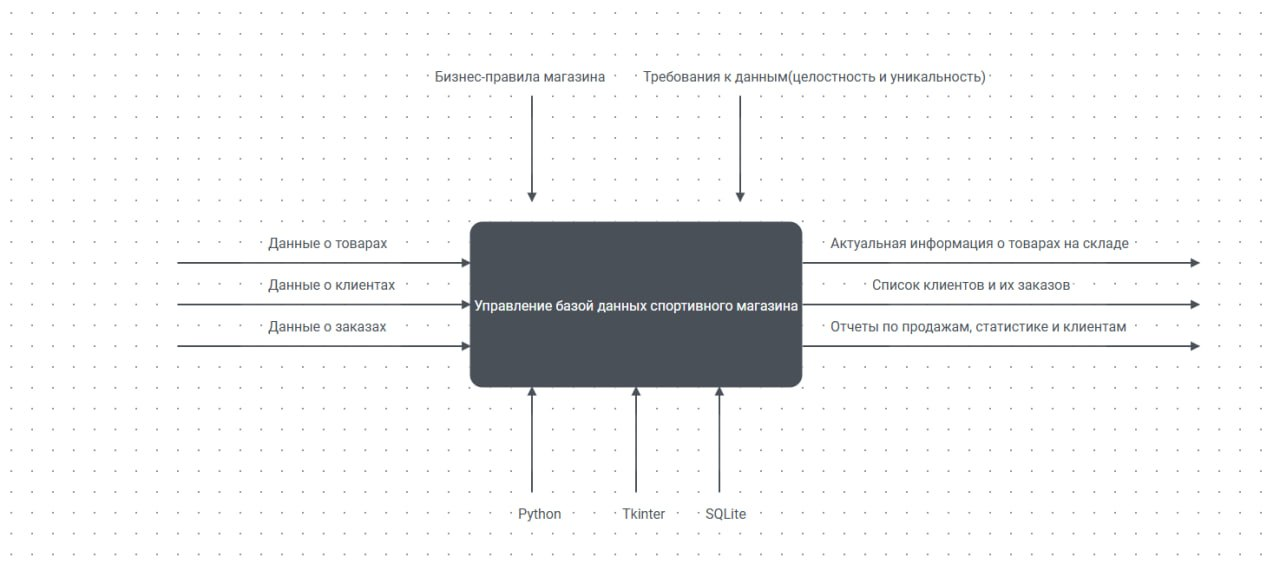 Бизнес-правила магазина
Требования к данным(целостность и уникальность)
Данные о товарах
Данные о клиентах
Данные о заказах
Управление базой данных спортивного магазина
Актуальная информация о товарах на складе
Список клиентов и их заказов
Отчеты по продажам, статистике и клиентам
Python
Tkinter
SQLite